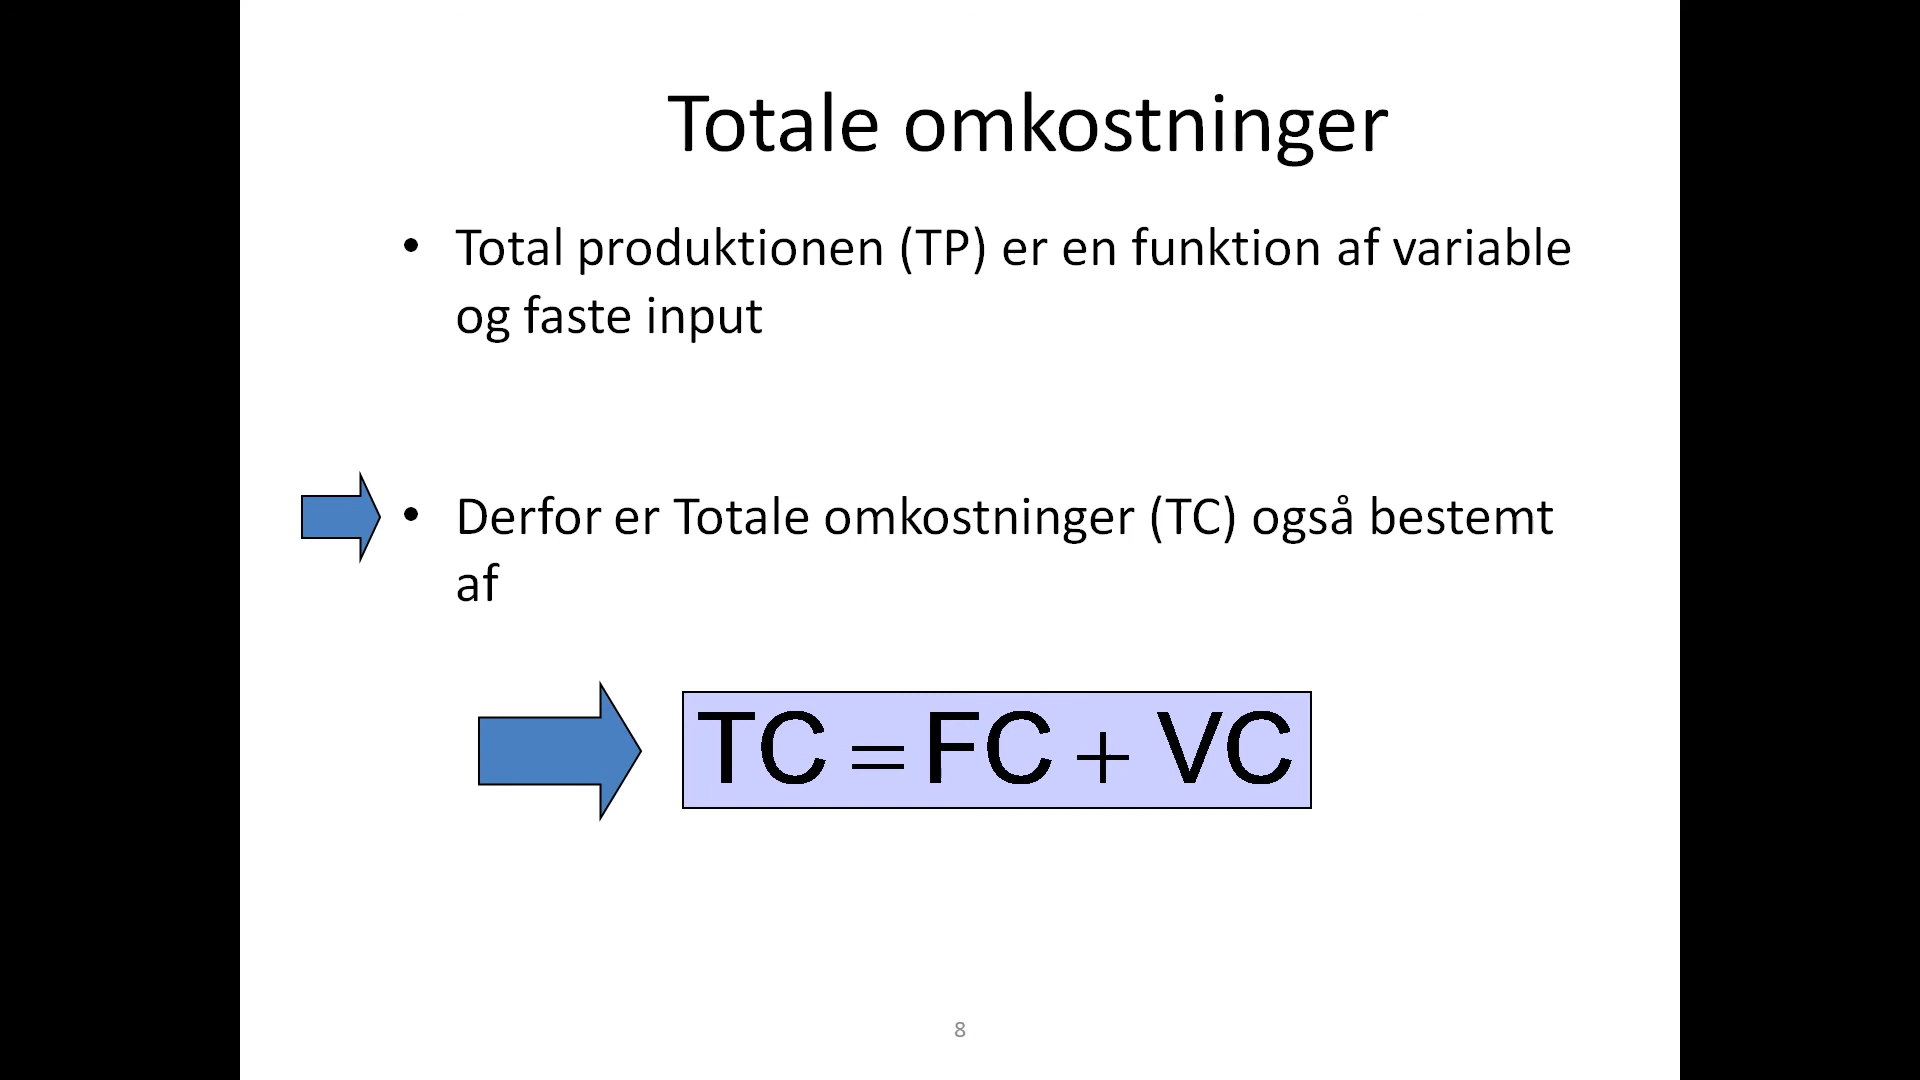 Totale omkostninger
• Total produktionen (TP) er en funktion af variable
og faste input
• Derfor er Totale omkostninger (TC) også bestemt
af
TC = FC + VC
8